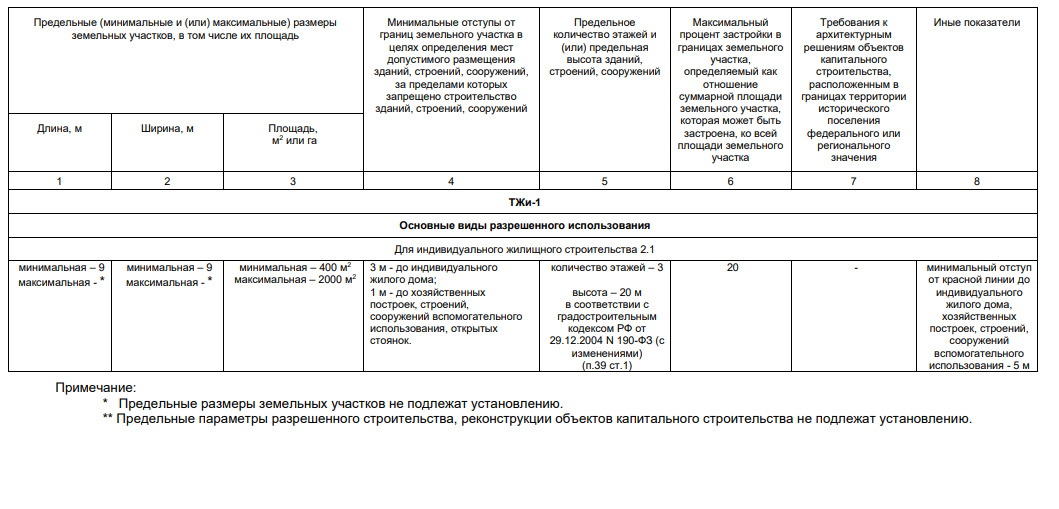 Предельные (минимальные и (или) максимальные) размеры
земельных участков, в том числе их площадь
Минимальные отступы от
границ земельного участка в
целях определения мест
допустимого размещения
зданий, строений, сооружений,
за пределами которых
запрещено строительство
зданий, строений, сооружений
Предельное
количество этажей и
(или) предельная
высота зданий,
строений, сооружений
Максимальный
процент застройки в
границах земельного
участка,
определяемый как
отношение
суммарной площади
земельного участка,
которая может быть
застроена, ко всей
площади земельного
участка
Требования к
архитектурным
решениям объектов
капитального
строительства,
расположенным в
границах территории
исторического
поселения
федерального или
регионального
значения
Иные показатели
Длина, м
Ширина, м
Площадь,
м2 или га
1 2 3 4 5 6 7 8
ТЖи-1
Основные виды разрешенного использования
Для индивидуального жилищного строительства 2.1
минимальная – 9
максимальная - *
минимальная – 9
максимальная - *
минимальная – 400 м2
максимальная – 2000 м2
3 м - до индивидуального
жилого дома;
1 м - до хозяйственных
построек, строений,
сооружений вспомогательного
использования, открытых
стоянок.
количество этажей – 3
высота – 20 м
в соответствии с
градостроительным
кодексом РФ от
29.12.2004 N 190-ФЗ (с
изменениями)
(п.39 ст.1)
20
-
минимальный отступ
от красной линии до
индивидуального
жилого дома,
хозяйственных
построек, строений,
сооружений
вспомогательного
использования - 5 м
Примечание:
* Предельные размеры земельных участков не подлежат установлению.
** Предельные параметры разрешенного строительства, реконструкции объектов капитального строительства не подлежат установлению.